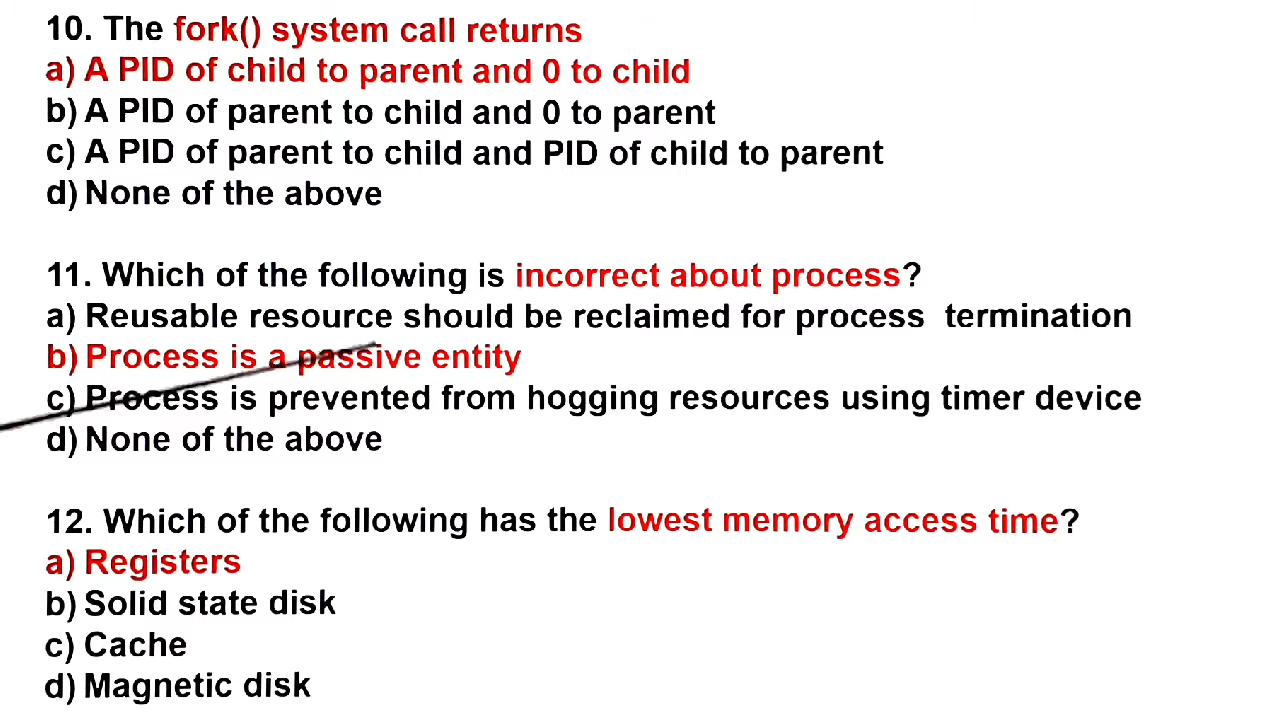 10. The fork() system call returns
a) A PID of child to parent and 0 to child
b) A PID of parent to child and 0 to parent
c) A PID of parent to child and PID of child to parent
d) None of the above
11. Which of the following is incorrect about process?
a) Reusable resource should be reclaimed for process termination
b) Process is a passive entity
c) Process is prevented from hogging resources using timer device
d) None of the above
12. Which of the following has the lowest memory access time?
a) Registers
b) Solid state disk
c) Cache
d) Magnetic disk